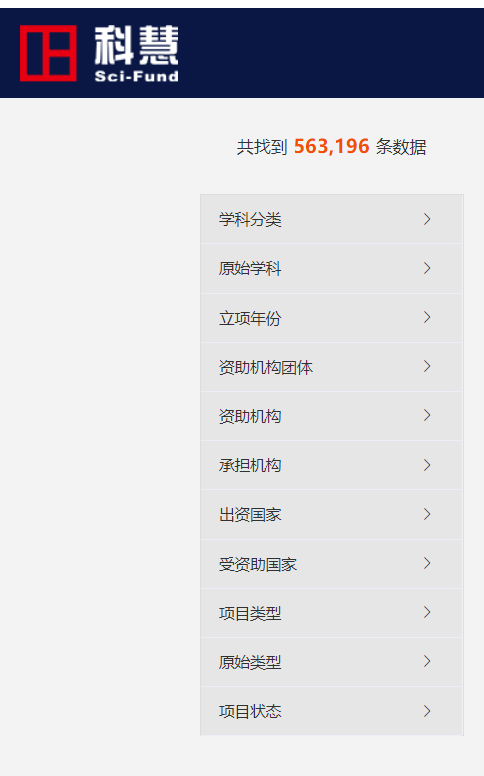 科慧
Sci-Fund
共找到 563,196 条数据
学科分类
原始学科
立项年份
资助机构团体
资助机构
承担机构
出资国家
受资助国家
项目类型
原始类型
项目状态